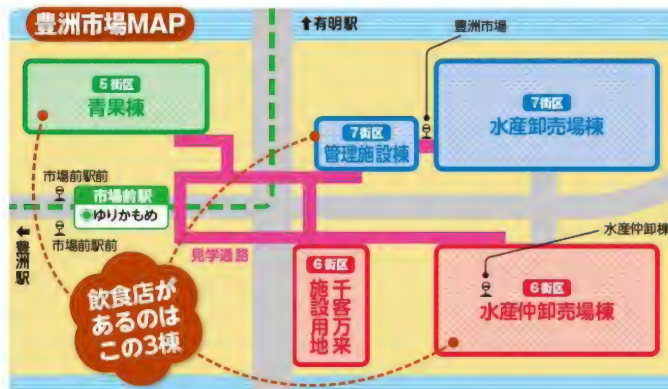 豊洲市場MAP
↑有明駅
豊洲市場
5街区
青果棟
7街区
管理施設棟
7街区
水産卸売場棟
市場前駅前
市場前駅
ゆりかもめ
市場前駅前
←豊洲駅
見学通路
水産仲卸棟
6街区
千客万来
施設用地
6街区
水産仲卸売場棟
飲食店が
あるのは
この3棟